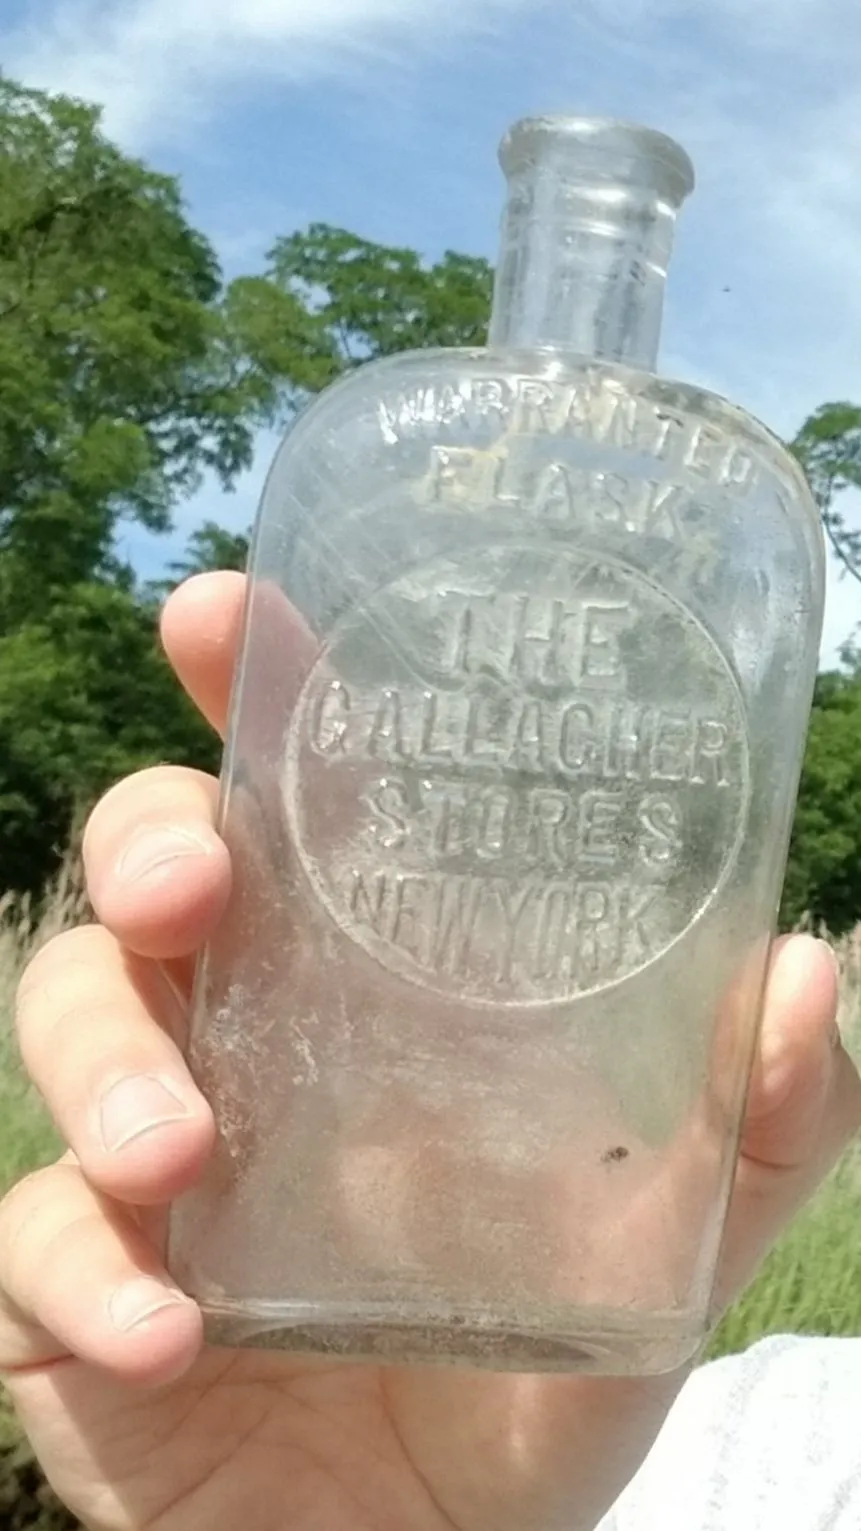 WARRANTED
FLASK
THE
GALLAGHER
STORES
NEW YORK